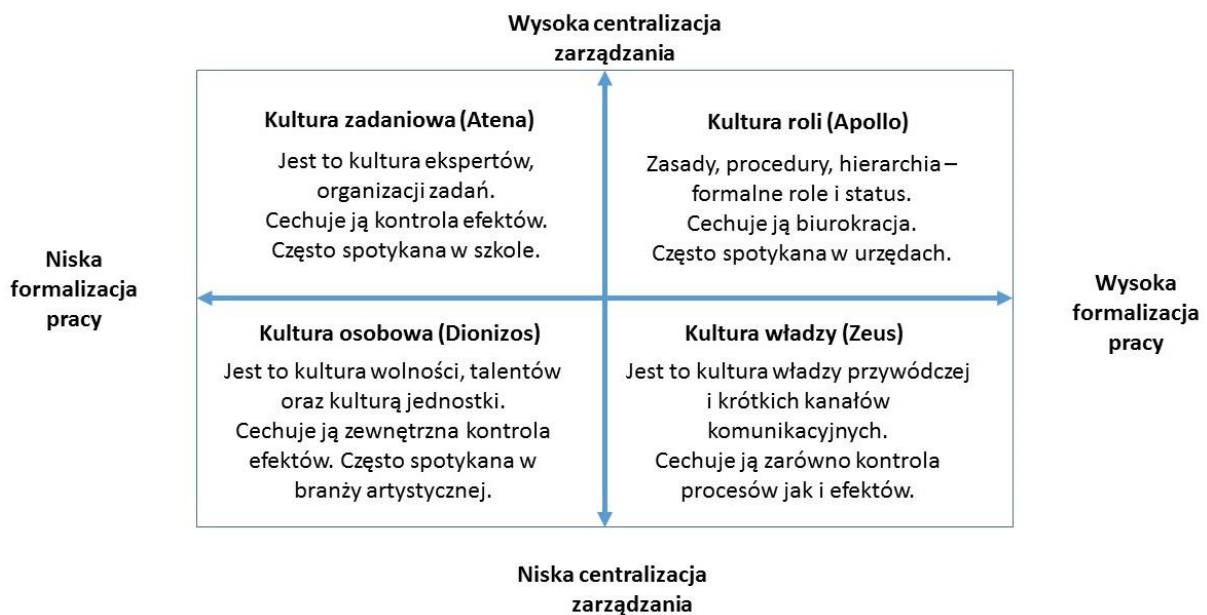 Wysoka centralizacja
zarządzania
Kultura zadaniowa (Atena)
Jest to kultura ekspertów,
organizacji zadań.
Cechuje ją kontrola efektów.
Często spotykana w szkole.
Kultura roli (Apollo)
Zasady, procedury, hierarchia –
formalne role i status.
Cechuje ją biurokracja.
Często spotykana w urzędach.
Niska
formalizacja
pracy
Wysoka
formalizacja
pracy
Kultura osobowa (Dionizos)
Jest to kultura wolności, talentów
oraz kulturą jednostki.
Cechuje ją zewnętrzna kontrola
efektów. Często spotykana w
branży artystycznej.
Kultura władzy (Zeus)
Jest to kultura władzy przywódczej
i krótkich kanałów
komunikacyjnych.
Cechuje ją zarówno kontrola
procesów jak i efektów.
Niska centralizacja
zarządzania